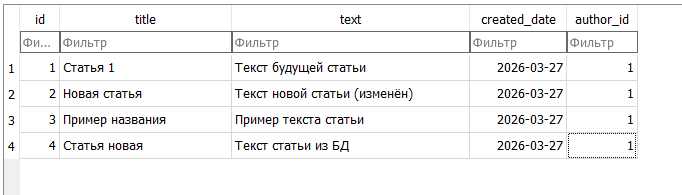 id title text created_date author_id
Фи... Фильтр Фильтр Фильтр Фильтр
1 1 Статья 1 Текст будущей статьи 2026-03-27 1
2 2 Новая статья Текст новой статьи (изменён) 2026-03-27 1
3 3 Пример названия Пример текста статьи 2026-03-27 1
4 4 Статья новая Текст статьи из БД 2026-03-27 1